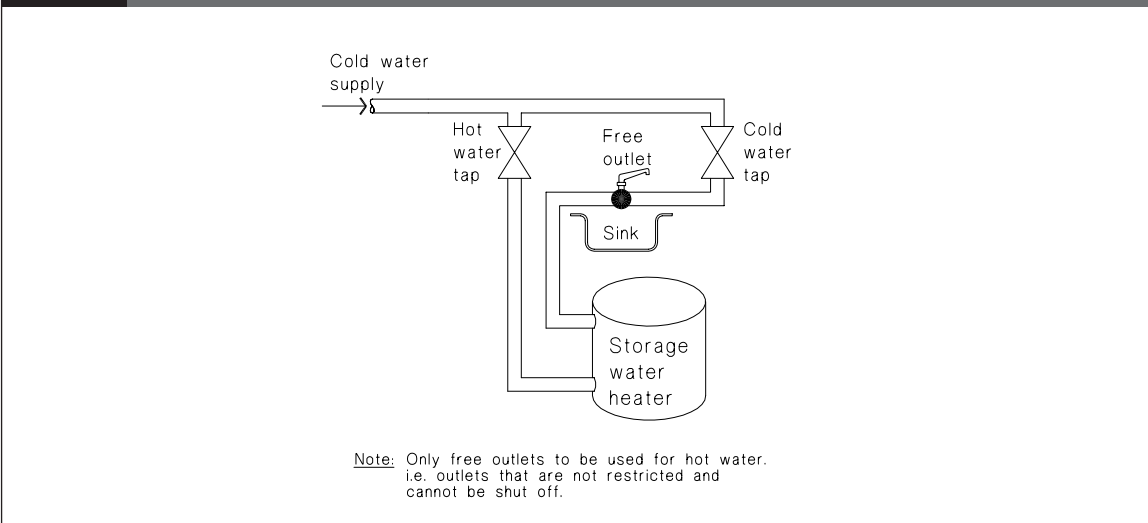 Cold water
supply
Hot
water
tap
Free
outlet
Cold
water
tap
Sink
Storage
water
heater
Note: Only free outlets to be used for hot water.
i.e. outlets that are not restricted and
cannot be shut off.